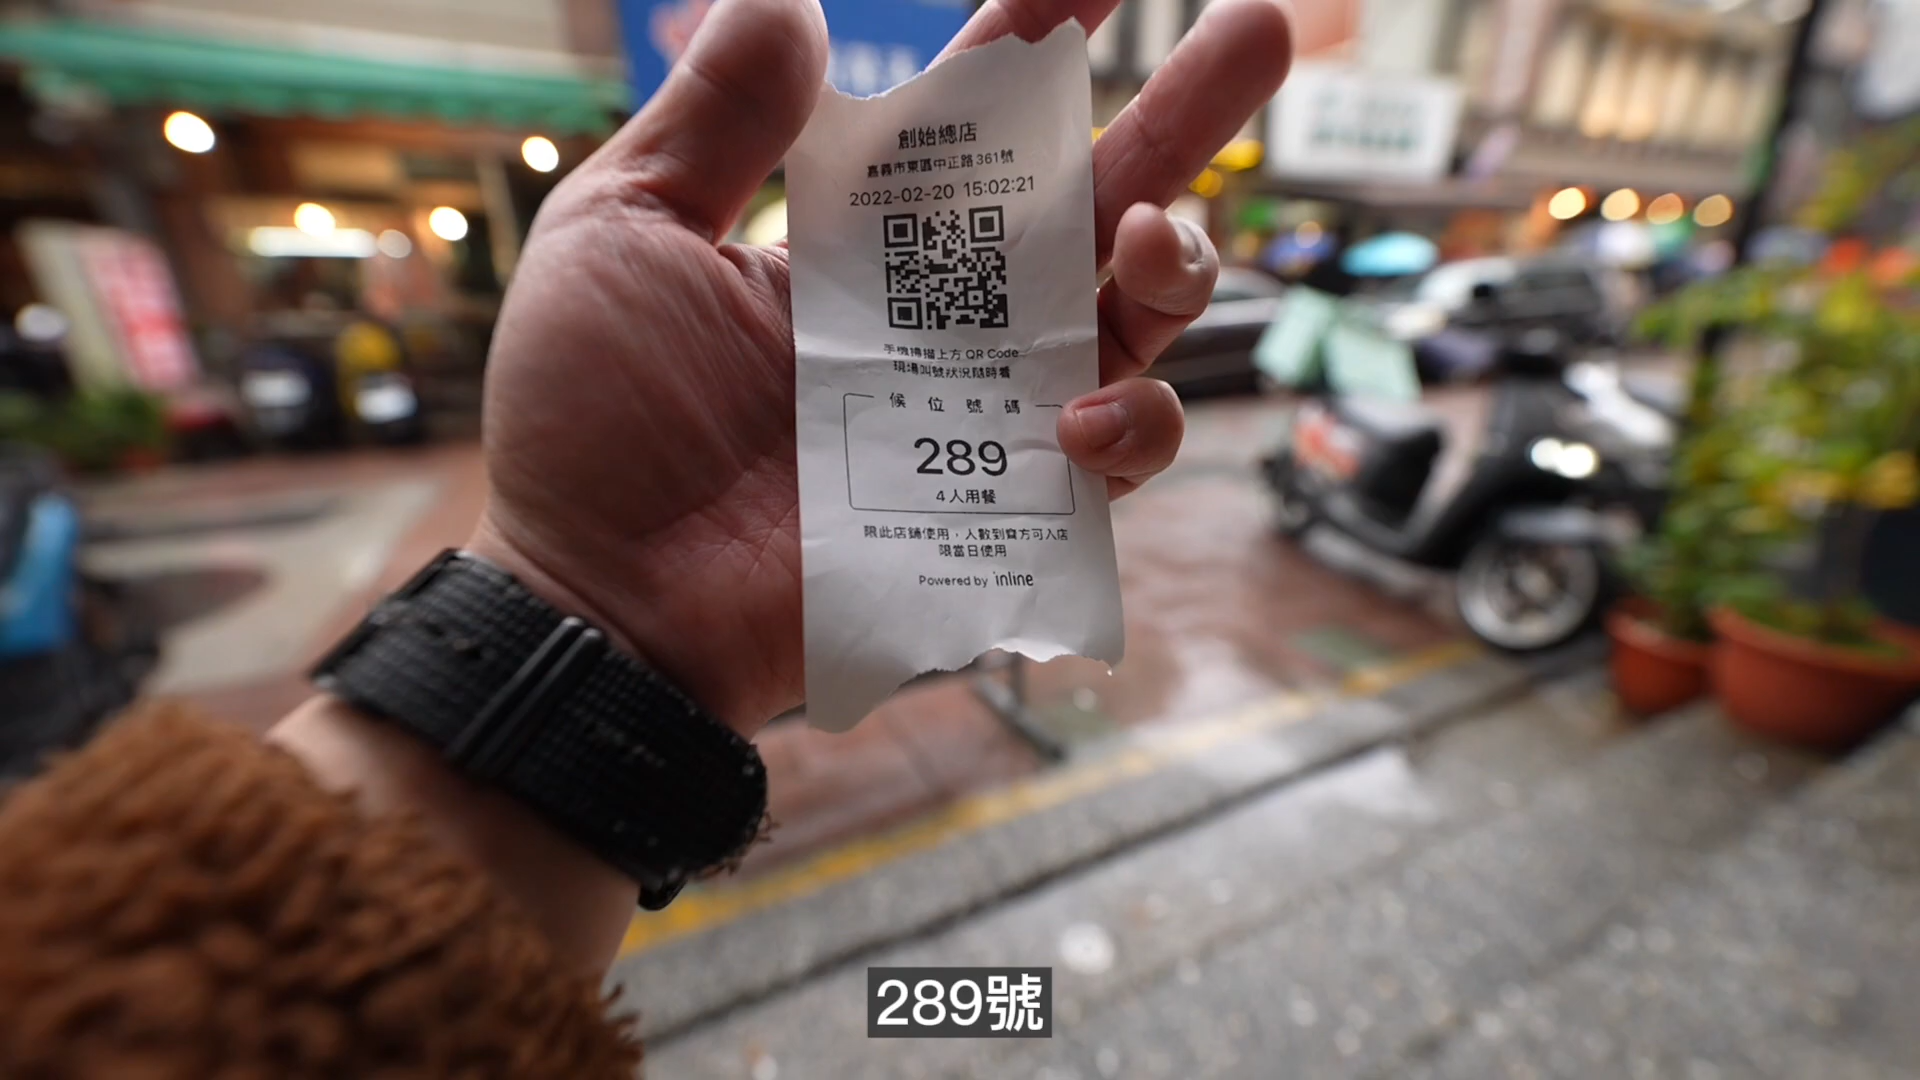 創始總店
嘉義市東區中正路361號
2022-02-20 15:02:21
手機掃描上方 QR Code
現場叫號狀況隨時看
候位號碼
289
4人用餐
限此店鋪使用，人數到齊方可入店
限當日使用
Powered by inline
289號